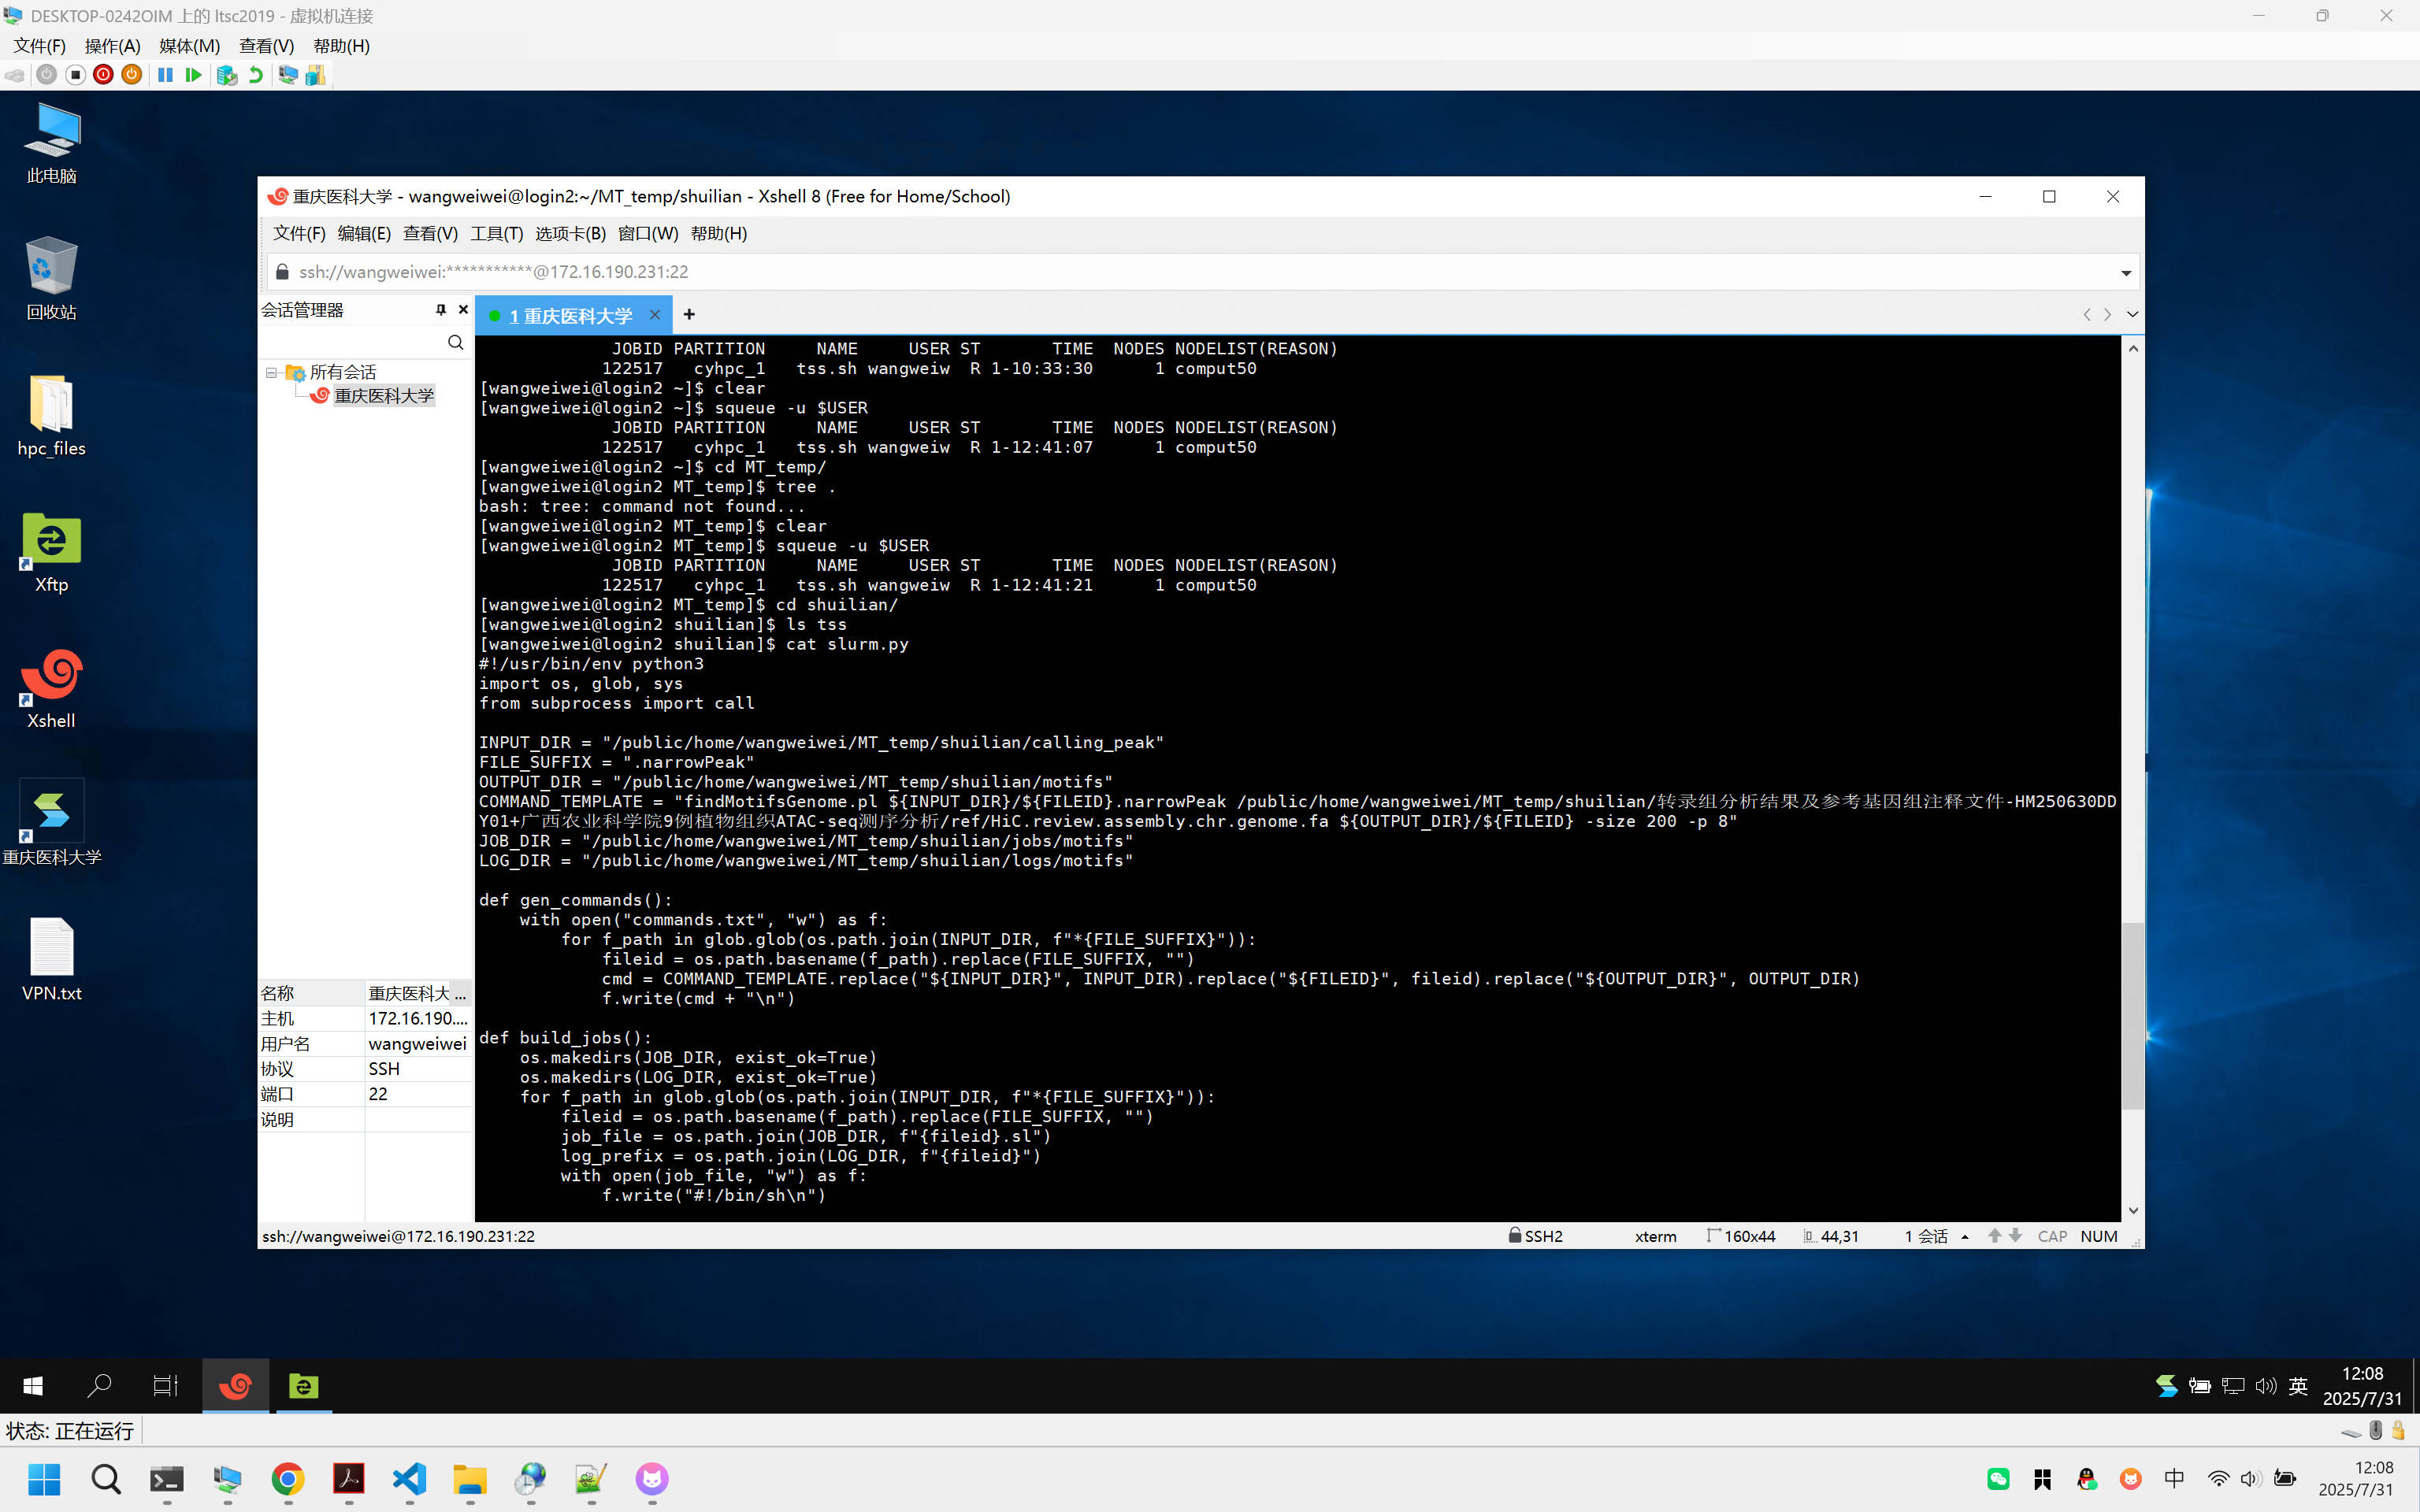 DESKTOP-0242OIM 上的 ltsc2019 - 虚拟机连接
文件(F) 操作(A) 媒体(M) 查看(V) 帮助(H)
此电脑
回收站
hpc_files
Xftp
Xshell
重庆医科大学
VPN.txt
重庆医科大学 - wangweiwei@login2:~/MT_temp/shuilian - Xshell 8 (Free for Home/School)
文件(F) 编辑(E) 查看(V) 工具(T) 选项卡(B) 窗口(W) 帮助(H)
ssh://wangweiwei:***********@172.16.190.231:22
会话管理器
所有会话
重庆医科大学
名称 重庆医科大 ...
主机 172.16.190....
用户名 wangweiwei
协议 SSH
端口 22
说明
1 重庆医科大学
JOBID PARTITION NAME USER ST TIME NODES NODELIST(REASON)
122517 cyhpc_1 tss.sh wangweiw R 1-10:33:30 1 comput50
[wangweiwei@login2 ~]$ clear
[wangweiwei@login2 ~]$ squeue -u $USER
JOBID PARTITION NAME USER ST TIME NODES NODELIST(REASON)
122517 cyhpc_1 tss.sh wangweiw R 1-12:41:07 1 comput50
[wangweiwei@login2 ~]$ cd MT_temp/
[wangweiwei@login2 MT_temp]$ tree .
bash: tree: command not found...
[wangweiwei@login2 MT_temp]$ clear
[wangweiwei@login2 MT_temp]$ squeue -u $USER
JOBID PARTITION NAME USER ST TIME NODES NODELIST(REASON)
122517 cyhpc_1 tss.sh wangweiw R 1-12:41:21 1 comput50
[wangweiwei@login2 MT_temp]$ cd shuilian/
[wangweiwei@login2 shuilian]$ ls tss
[wangweiwei@login2 shuilian]$ cat slurm.py
#!/usr/bin/env python3
import os, glob, sys
from subprocess import call
INPUT_DIR = "/public/home/wangweiwei/MT_temp/shuilian/calling_peak"
FILE_SUFFIX = ".narrowPeak"
OUTPUT_DIR = "/public/home/wangweiwei/MT_temp/shuilian/motifs"
COMMAND_TEMPLATE = "findMotifsGenome.pl ${INPUT_DIR}/${FILEID}.narrowPeak /public/home/wangweiwei/MT_temp/shuilian/转录组分析结果及参考基因组注释文件-HM250630DD
Y01+广西农业科学院9例植物组织ATAC-seq测序分析/ref/HiC.review.assembly.chr.genome.fa ${OUTPUT_DIR}/${FILEID} -size 200 -p 8"
JOB_DIR = "/public/home/wangweiwei/MT_temp/shuilian/jobs/motifs"
LOG_DIR = "/public/home/wangweiwei/MT_temp/shuilian/logs/motifs"
def gen_commands():
    with open("commands.txt", "w") as f:
        for f_path in glob.glob(os.path.join(INPUT_DIR, f"*{FILE_SUFFIX}")):
            fileid = os.path.basename(f_path).replace(FILE_SUFFIX, "")
            cmd = COMMAND_TEMPLATE.replace("${INPUT_DIR}", INPUT_DIR).replace("${FILEID}", fileid).replace("${OUTPUT_DIR}", OUTPUT_DIR)
            f.write(cmd + "\n")
def build_jobs():
    os.makedirs(JOB_DIR, exist_ok=True)
    os.makedirs(LOG_DIR, exist_ok=True)
    for f_path in glob.glob(os.path.join(INPUT_DIR, f"*{FILE_SUFFIX}")):
        fileid = os.path.basename(f_path).replace(FILE_SUFFIX, "")
        job_file = os.path.join(JOB_DIR, f"{fileid}.sl")
        log_prefix = os.path.join(LOG_DIR, f"{fileid}")
        with open(job_file, "w") as f:
            f.write("#!/bin/sh\n")
ssh://wangweiwei@172.16.190.231:22 SSH2 xterm 160x44 44,31 1 会话 CAP NUM
英 12:08
2025/7/31
状态: 正在运行
中 12:08
2025/7/31